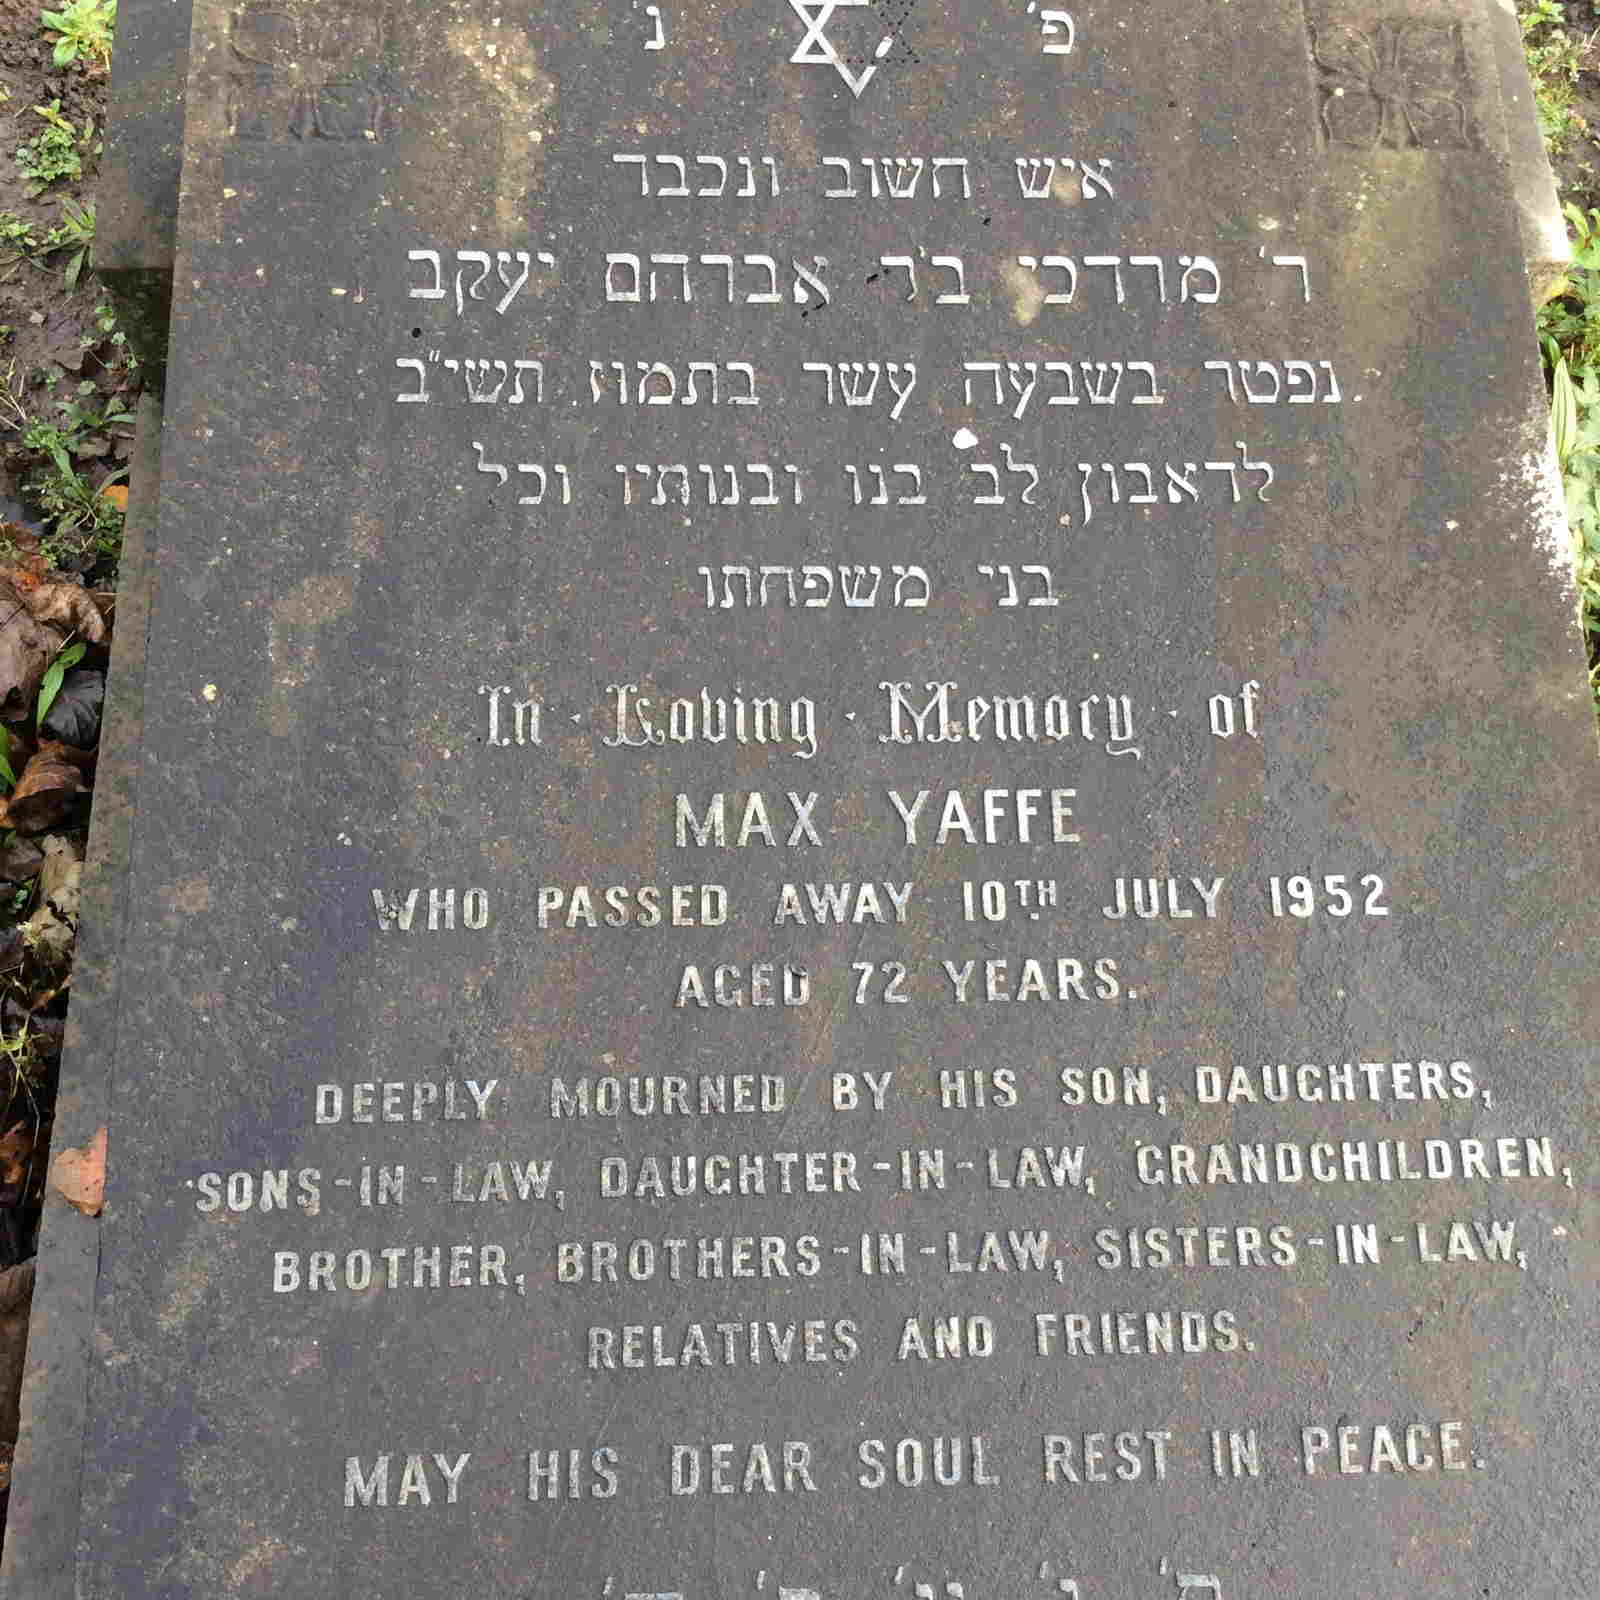 פ' נ'
איש חשוב ונכבד
ר' מרדכי ב'ר אברהם יעקב
נפטר בשבעה עשר בתמוז תשי"ב
לדאבון לב בנו ובנותיו וכל
בני משפחתו
In · Loving · Memory · of
MAX YAFFE
WHO PASSED AWAY 10TH JULY 1952
AGED 72 YEARS.
DEEPLY MOURNED BY HIS SON, DAUGHTERS,
SONS-IN-LAW, DAUGHTER-IN-LAW, GRANDCHILDREN,
BROTHER, BROTHERS-IN-LAW, SISTERS-IN-LAW,
RELATIVES AND FRIENDS.
MAY HIS DEAR SOUL REST IN PEACE.